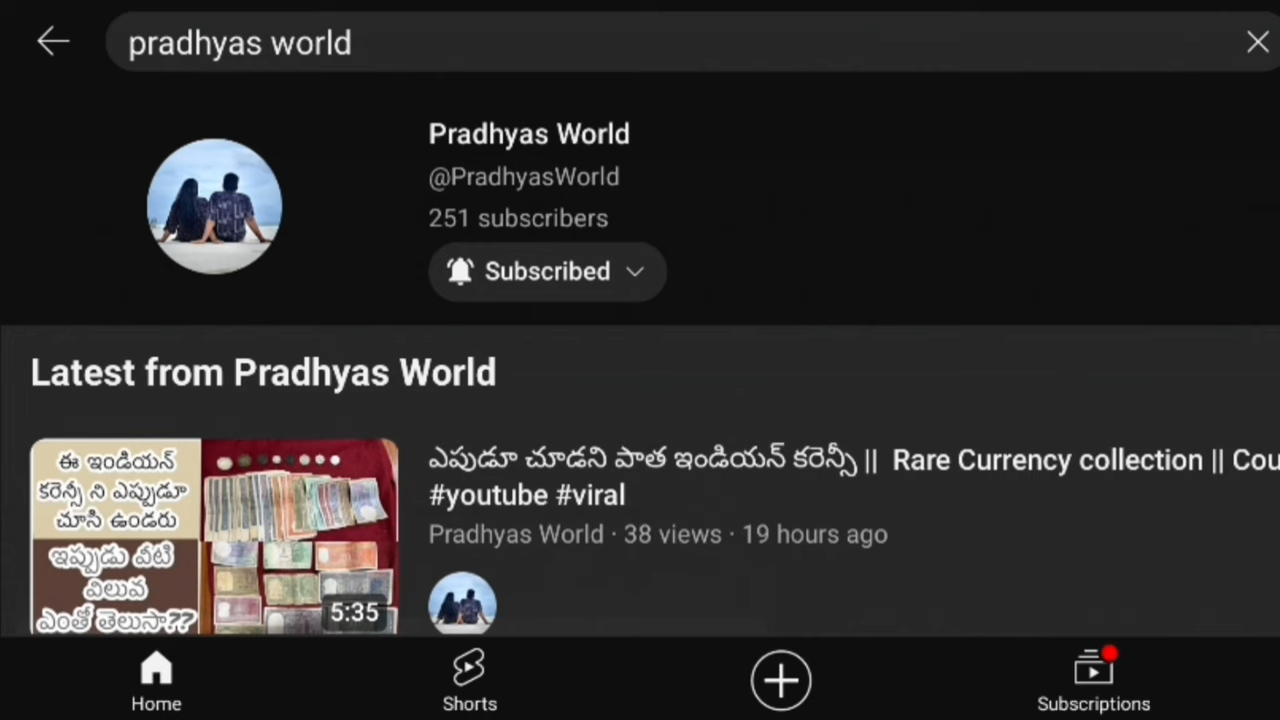 pradhyas world
Pradhyas World
@PradhyasWorld
251 subscribers
Subscribed
Latest from Pradhyas World
ఈ ఇండియన్
కరెన్సీ ని ఎప్పుడూ
చూసి ఉండరు
ఇప్పుడు వీటి
విలువ
ఎంతో తెలుసా??
5:35
ఎపుడూ చూడని పాత ఇండియన్ కరెన్సీ || Rare Currency collection || Cou
#youtube #viral
Pradhyas World · 38 views · 19 hours ago
Home
Shorts
Subscriptions